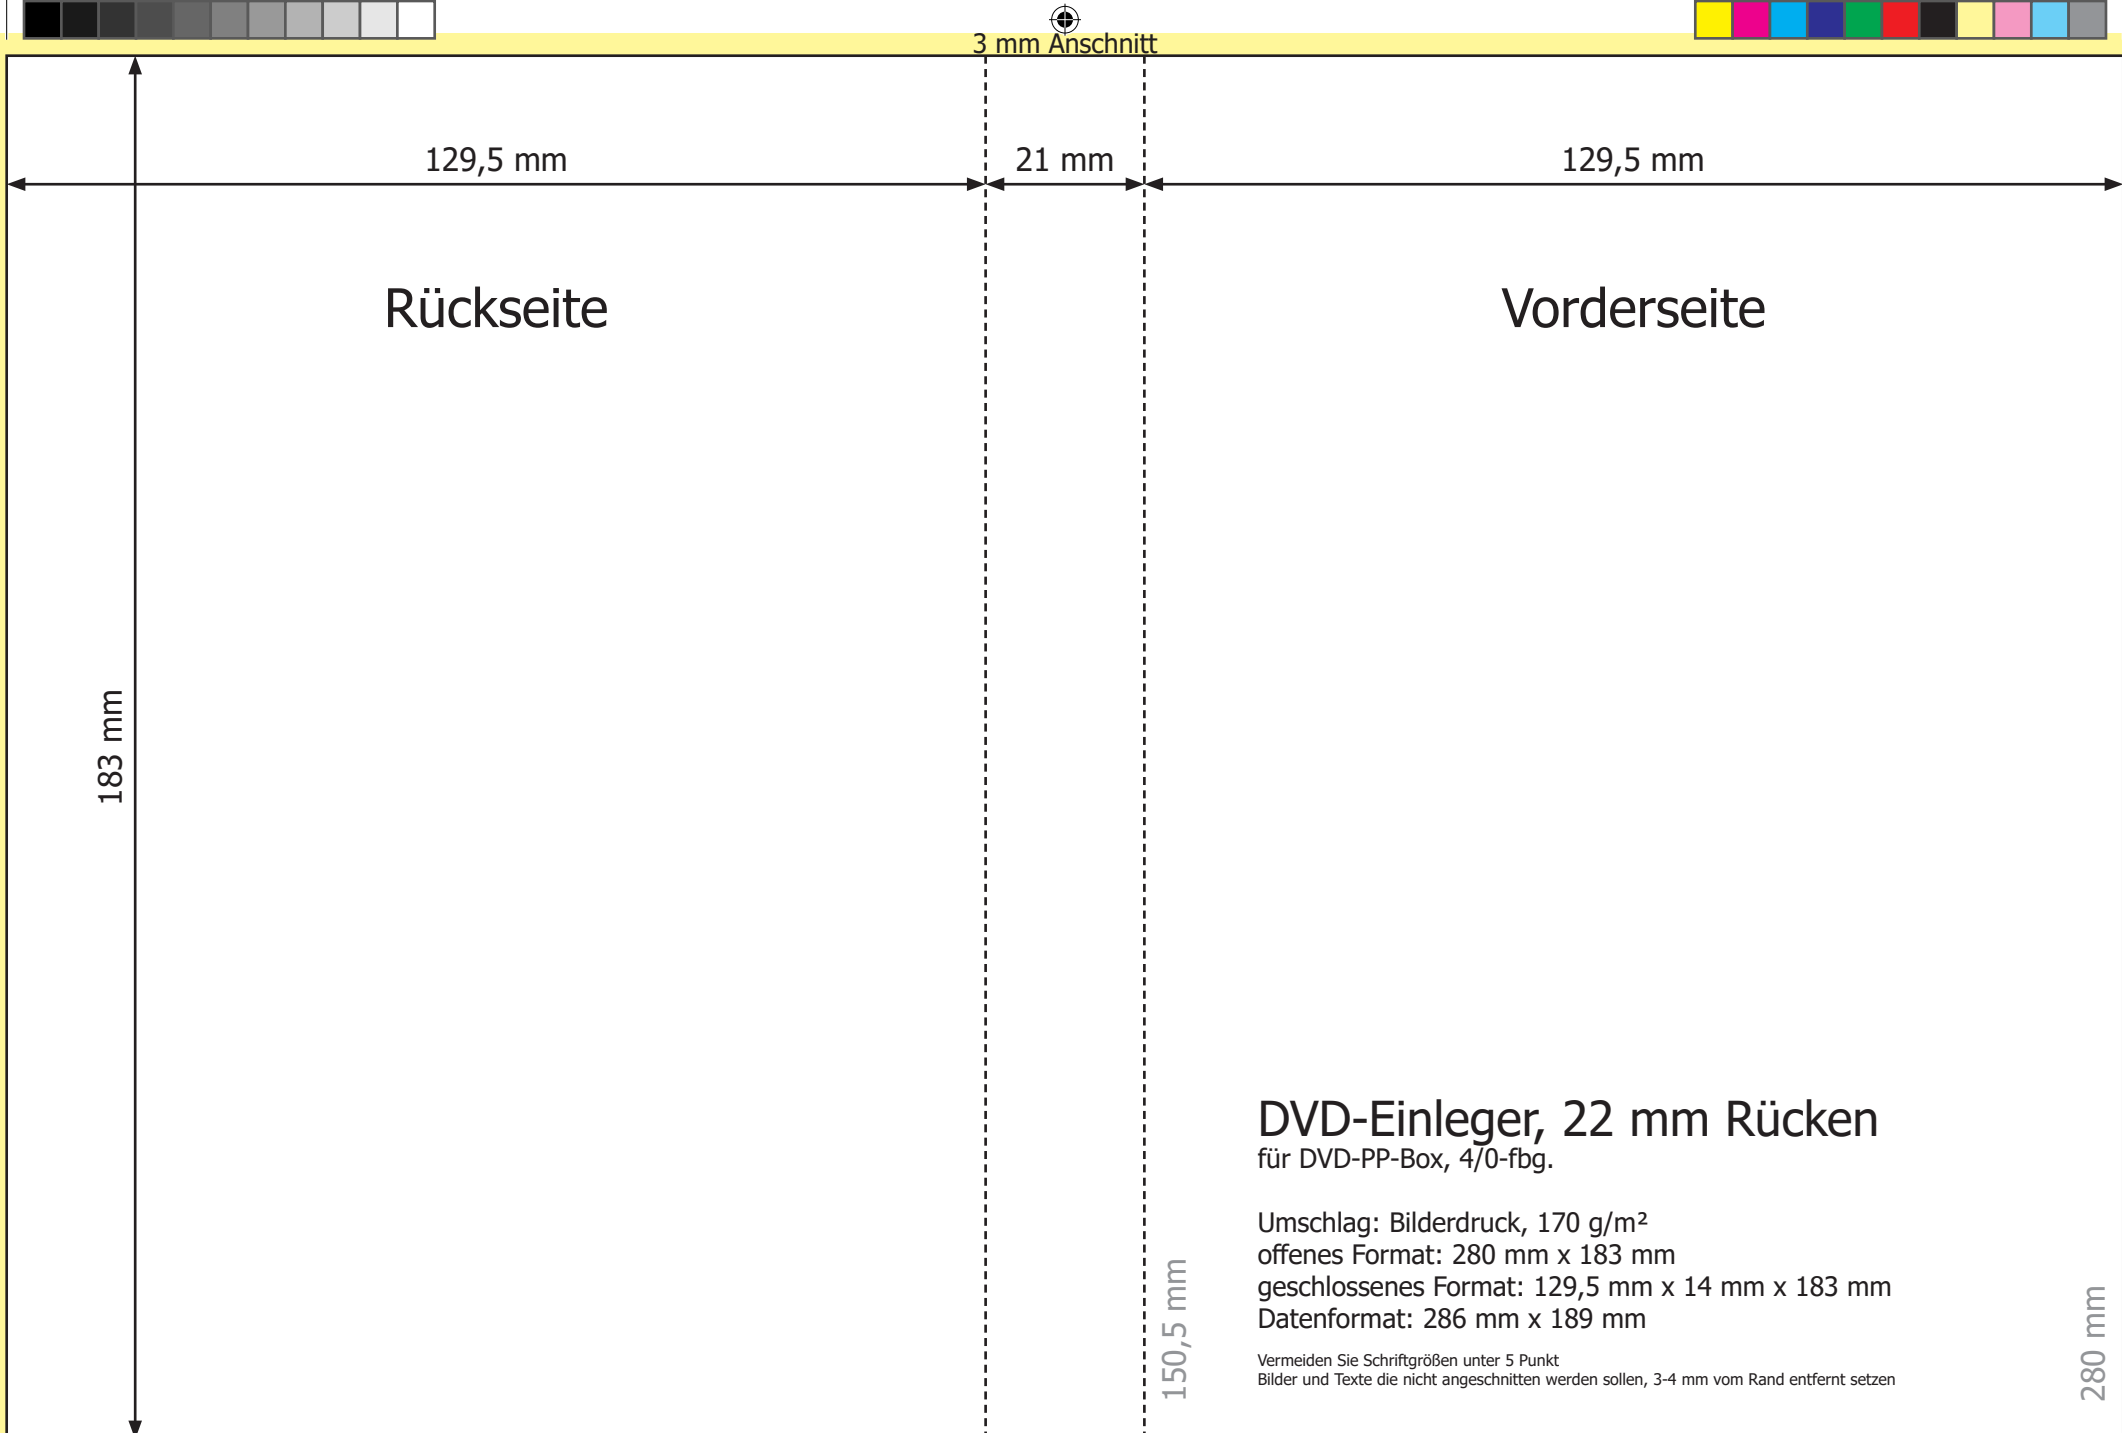 3 mm Anschnitt
129,5 mm
21 mm
129,5 mm
Rückseite
Vorderseite
183 mm
DVD-Einleger, 22 mm Rücken
für DVD-PP-Box, 4/0-fbg.
Umschlag: Bilderdruck, 170 g/m²
offenes Format: 280 mm x 183 mm
geschlossenes Format: 129,5 mm x 14 mm x 183 mm
Datenformat: 286 mm x 189 mm
Vermeiden Sie Schriftgrößen unter 5 Punkt
Bilder und Texte die nicht angeschnitten werden sollen, 3-4 mm vom Rand entfernt setzen
150,5 mm
280 mm